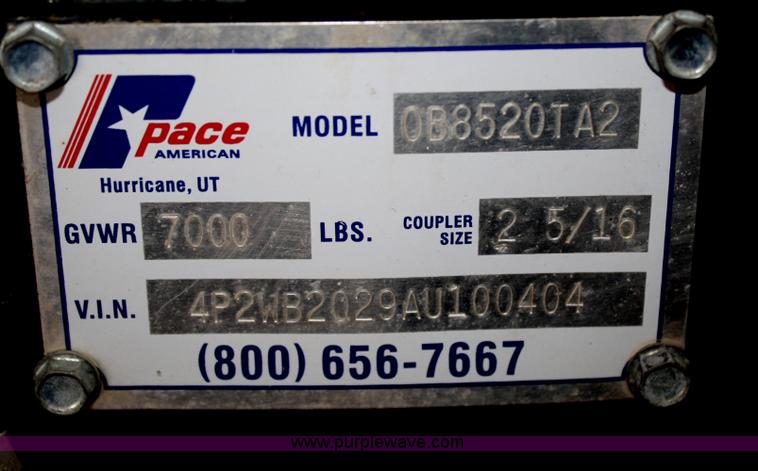 pace
AMERICAN
Hurricane, UT
MODEL OB8520TA2
GVWR 7000 LBS. COUPLER SIZE 2 5/16
V.I.N. 4P2WB2029AU100404
(800) 656-7667
www.purplewave.com